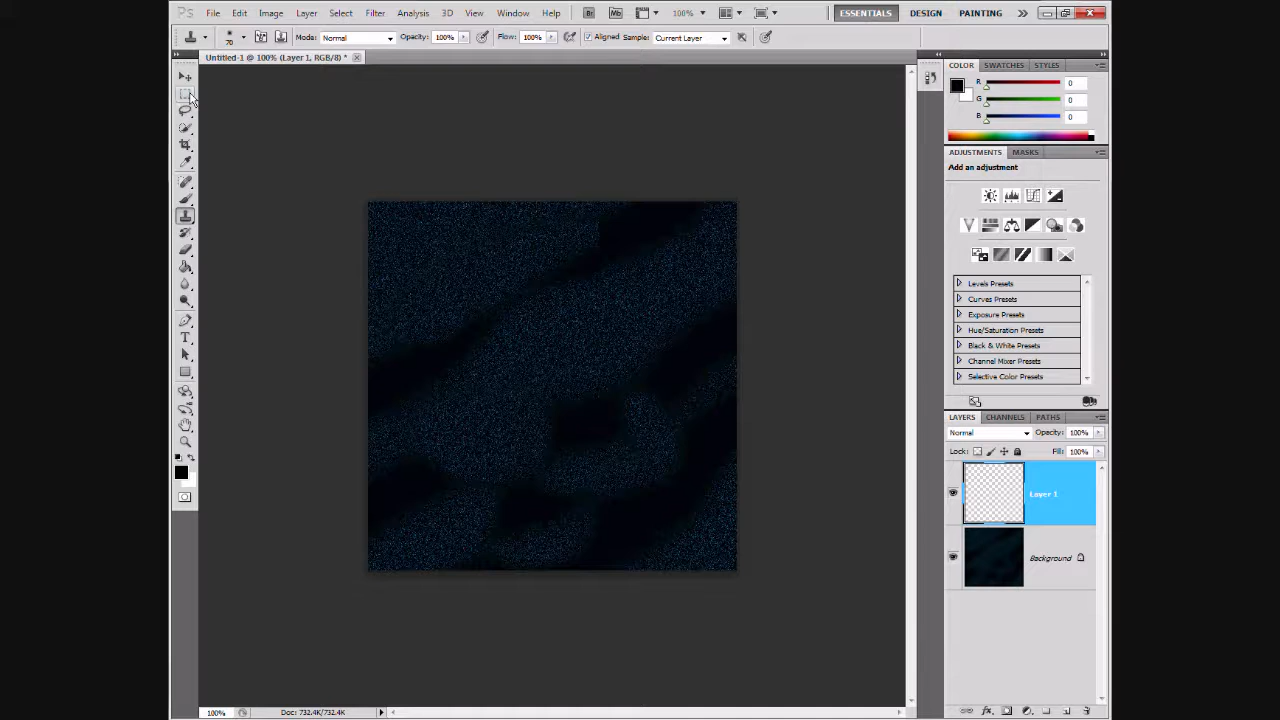 Ps File Edit Image Layer Select Filter Analysis 3D View Window Help Br Mb 100% ESSENTIALS DESIGN PAINTING
70 Mode: Normal Opacity: 100% Flow: 100% Aligned Sample: Current Layer
Untitled-1 @ 100% (Layer 1, RGB/8) *
COLOR SWATCHES STYLES
R 0
G 0
B 0
ADJUSTMENTS MASKS
Add an adjustment
Levels Presets
Curves Presets
Exposure Presets
Hue/Saturation Presets
Black & White Presets
Channel Mixer Presets
Selective Color Presets
LAYERS CHANNELS PATHS
Normal Opacity: 100%
Lock: Fill: 100%
Layer 1
Background
T
fx
100% Doc: 732.4K/732.4K